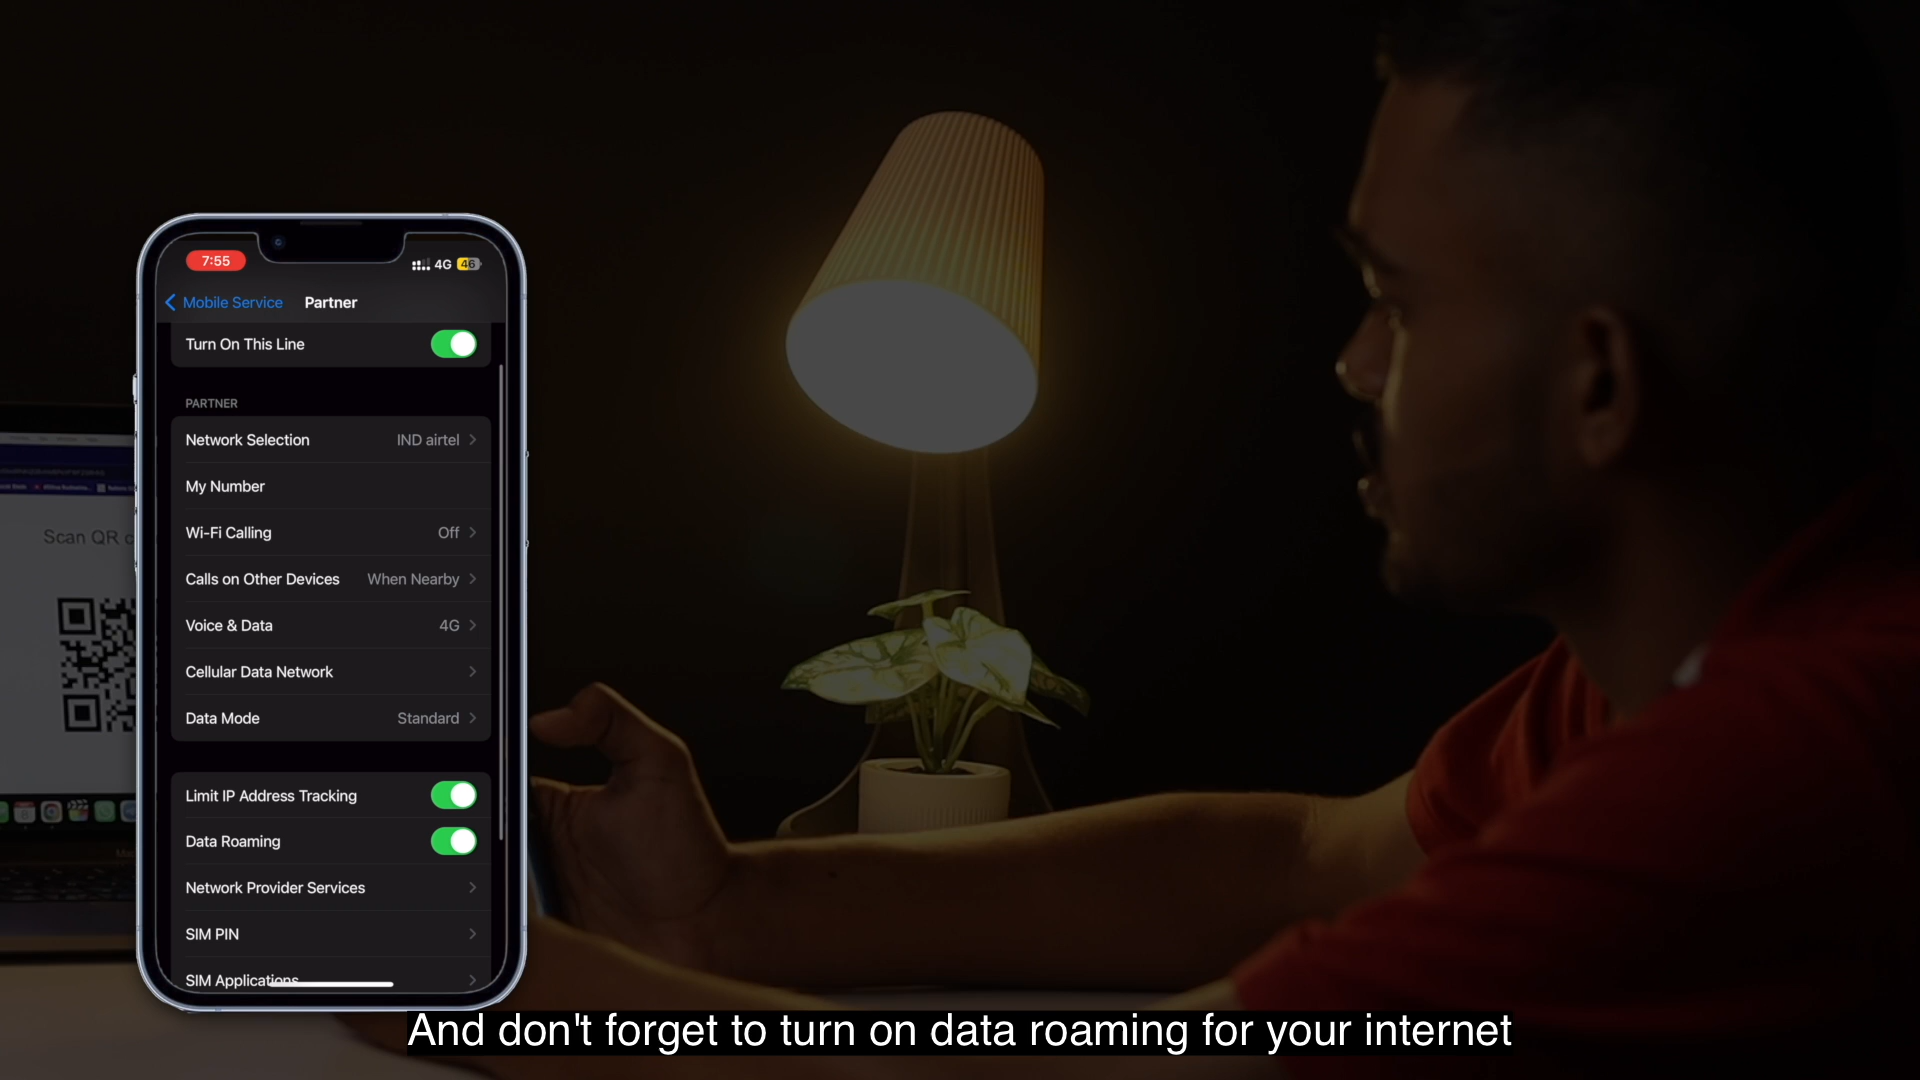 7:55
4G 46
Mobile Service Partner
Turn On This Line
PARTNER
Network Selection IND airtel
My Number
Wi-Fi Calling Off
Calls on Other Devices When Nearby
Voice & Data 4G
Cellular Data Network
Data Mode Standard
Limit IP Address Tracking
Data Roaming
Network Provider Services
SIM PIN
SIM Applications
Scan QR c
And don't forget to turn on data roaming for your internet